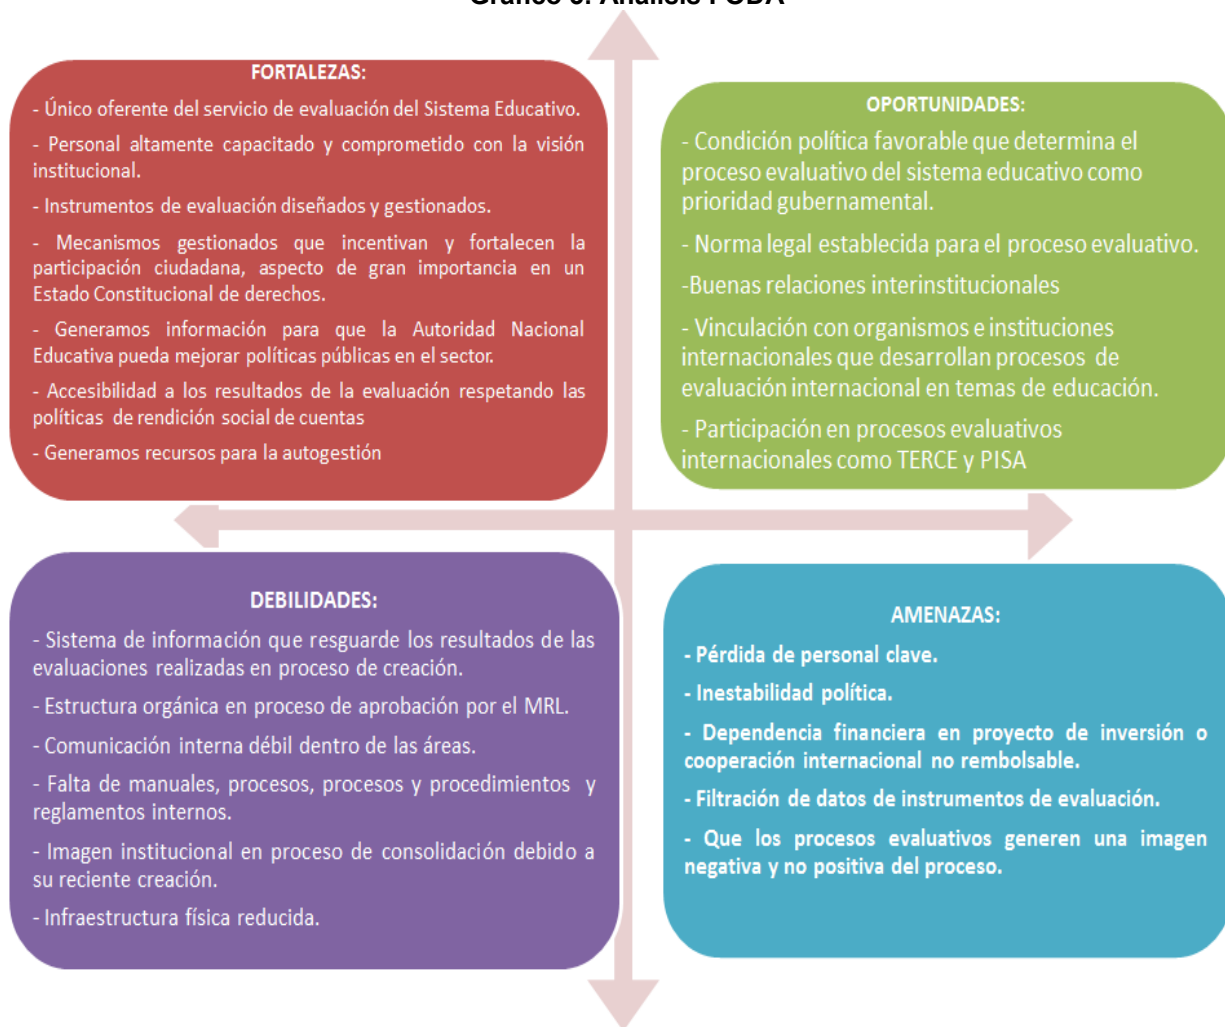 FORTALEZAS:
- Único oferente del servicio de evaluación del Sistema Educativo.
- Personal altamente capacitado y comprometido con la visión
institucional.
- Instrumentos de evaluación diseñados y gestionados.
- Mecanismos gestionados que incentivan y fortalecen la
participación ciudadana, aspecto de gran importancia en un
Estado Constitucional de derechos.
- Generamos información para que la Autoridad Nacional
Educativa pueda mejorar políticas públicas en el sector.
- Accesibilidad a los resultados de la evaluación respetando las
políticas de rendición social de cuentas
- Generamos recursos para la autogestión
OPORTUNIDADES:
- Condición política favorable que determina el
proceso evaluativo del sistema educativo como
prioridad gubernamental.
- Norma legal establecida para el proceso evaluativo.
-Buenas relaciones interinstitucionales
- Vinculación con organismos e instituciones
internacionales que desarrollan procesos de
evaluación internacional en temas de educación.
- Participación en procesos evaluativos
internacionales como TERCE y PISA
DEBILIDADES:
- Sistema de información que resguarde los resultados de las
evaluaciones realizadas en proceso de creación.
- Estructura orgánica en proceso de aprobación por el MRL.
- Comunicación interna débil dentro de las áreas.
- Falta de manuales, procesos, procesos y procedimientos y
reglamentos internos.
- Imagen institucional en proceso de consolidación debido a
su reciente creación.
- Infraestructura física reducida.
AMENAZAS:
- Pérdida de personal clave.
- Inestabilidad política.
- Dependencia financiera en proyecto de inversión o
cooperación internacional no rembolsable.
- Filtración de datos de instrumentos de evaluación.
- Que los procesos evaluativos generen una imagen
negativa y no positiva del proceso.